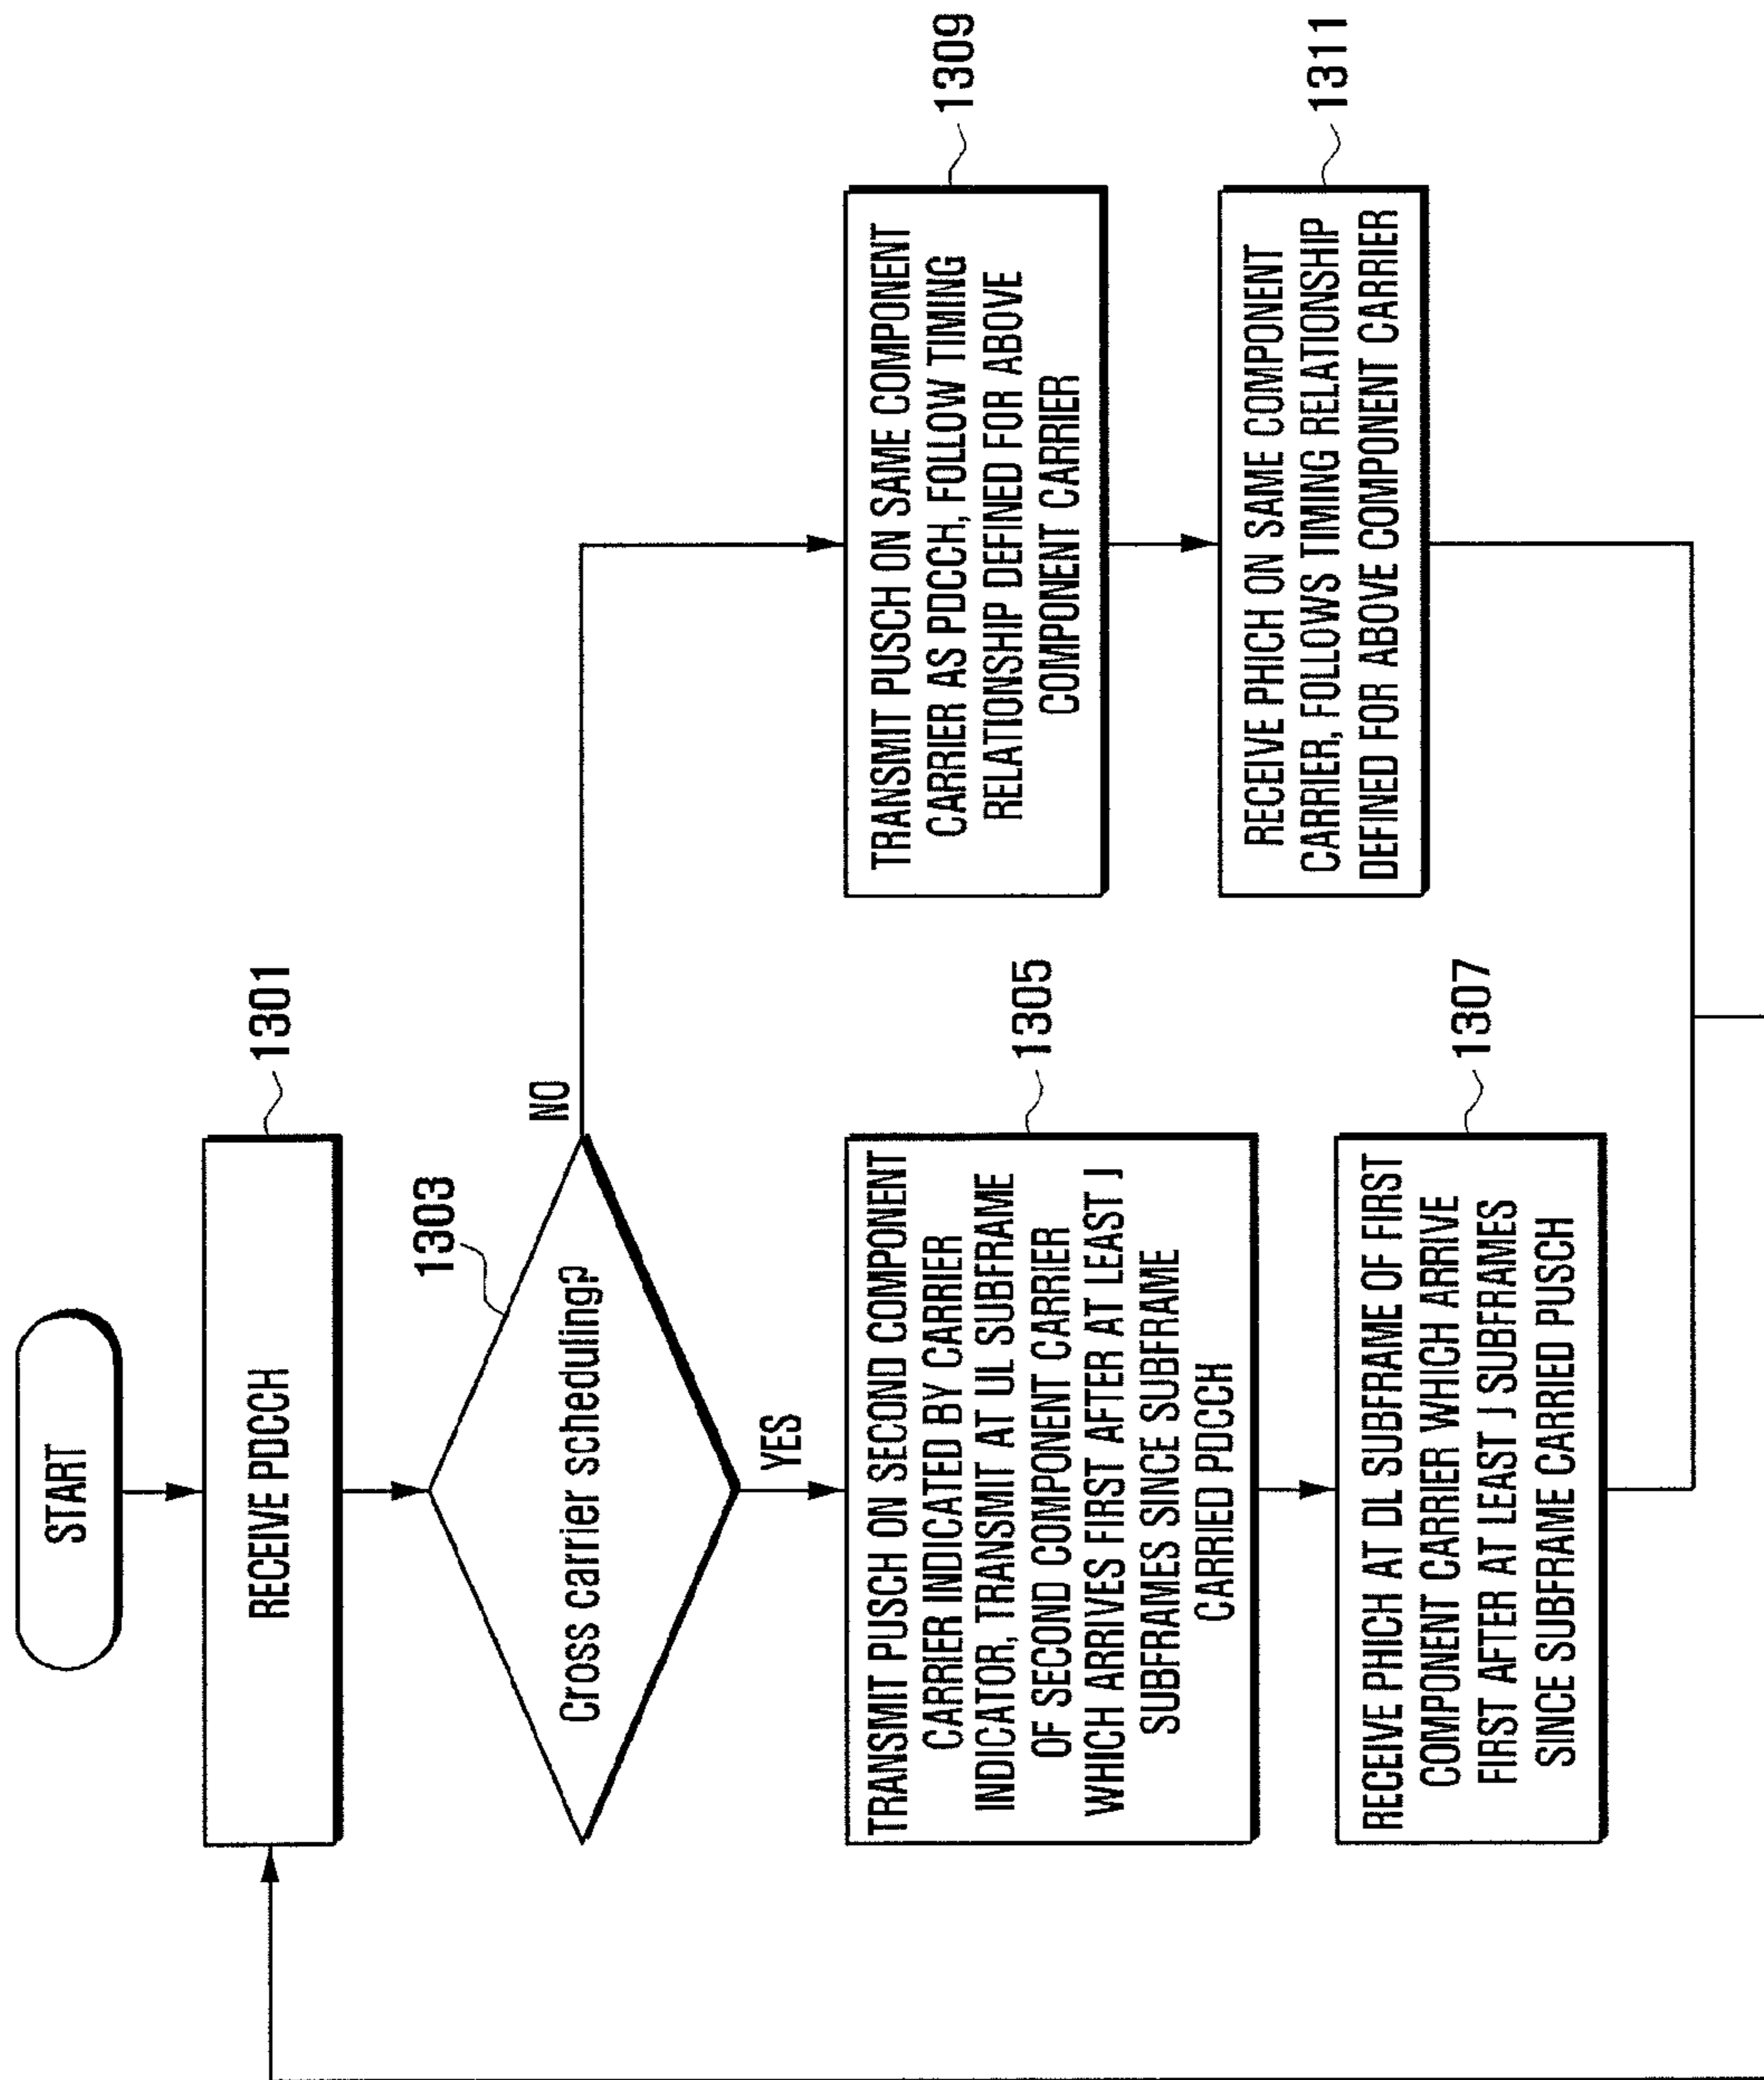 START
RECEIVE PDCCH
1301
Cross carrier scheduling?
1303
NO
YES
TRANSMIT PUSCH ON SECOND COMPONENT
CARRIER INDICATED BY CARRIER
INDICATOR, TRANSMIT AT UL SUBFRAME
OF SECOND COMPONENT CARRIER
WHICH ARRIVES FIRST AFTER AT LEAST J
SUBFRAMES SINCE SUBFRAME
CARRIED PDCCH
1305
RECEIVE PHICH AT DL SUBFRAME OF FIRST
COMPONENT CARRIER WHICH ARRIVE
FIRST AFTER AT LEAST J SUBFRAMES
SINCE SUBFRAME CARRIED PUSCH
1307
TRANSMIT PUSCH ON SAME COMPONENT
CARRIER AS PDCCH, FOLLOW TIMING
RELATIONSHIP DEFINED FOR ABOVE
COMPONENT CARRIER
1309
RECEIVE PHICH ON SAME COMPONENT
CARRIER, FOLLOWS TIMING RELATIONSHIP
DEFINED FOR ABOVE COMPONENT CARRIER
1311